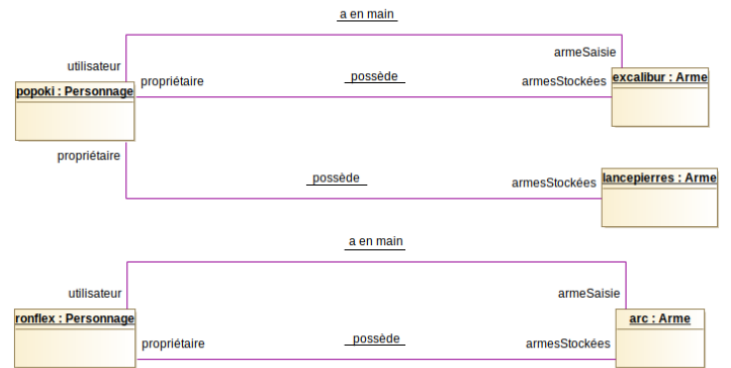 a en main
armeSaisie
utilisateur
propriétaire
possède
armesStockées
excalibur : Arme
popoki : Personnage
propriétaire
possède
armesStockées
lancepierres : Arme
a en main
utilisateur
armeSaisie
ronflex : Personnage
arc : Arme
propriétaire
possède
armesStockées